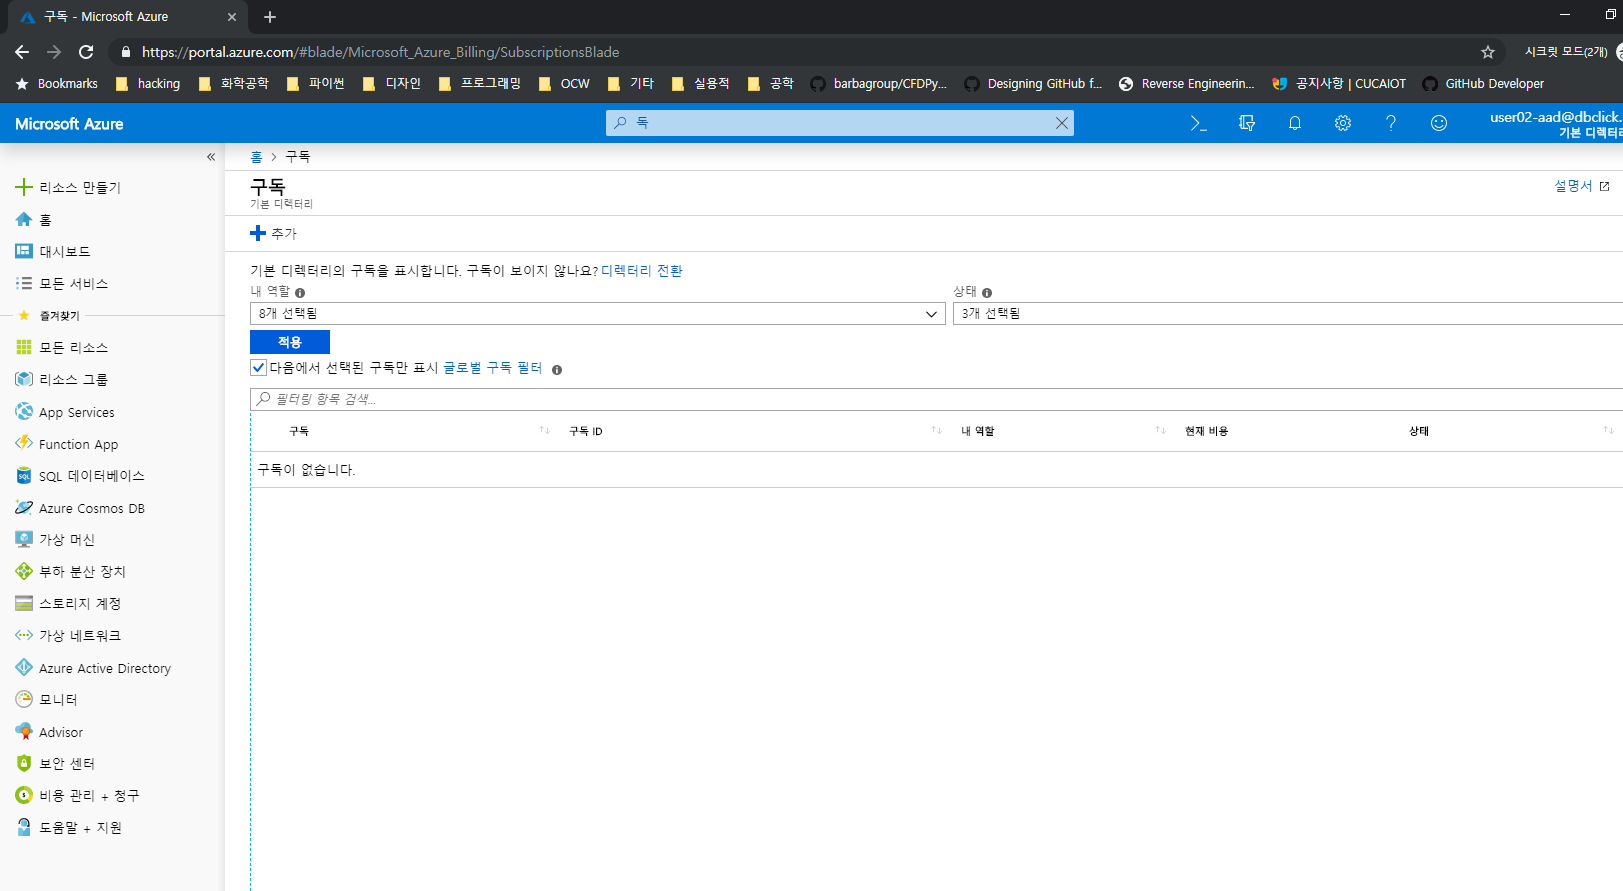 구독 - Microsoft Azure
https://portal.azure.com/#blade/Microsoft_Azure_Billing/SubscriptionsBlade
시크릿 모드(2개)
Bookmarks hacking 화학공학 파이썬 디자인 프로그래밍 OCW 기타 실용적 공학 barbagroup/CFDPy... Designing GitHub f... Reverse Engineerin... 공지사항 | CUCAIOT GitHub Developer
Microsoft Azure
독
user02-aad@dbclick.
기본 디렉터리
홈 > 구독
구독
기본 디렉터리
설명서
추가
기본 디렉터리의 구독을 표시합니다. 구독이 보이지 않나요? 디렉터리 전환
내 역할 상태
8개 선택됨 3개 선택됨
적용
다음에서 선택된 구독만 표시 글로벌 구독 필터
필터링 항목 검색...
구독 구독 ID 내 역할 현재 비용 상태
구독이 없습니다.
리소스 만들기
홈
대시보드
모든 서비스
즐겨찾기
모든 리소스
리소스 그룹
App Services
Function App
SQL 데이터베이스
Azure Cosmos DB
가상 머신
부하 분산 장치
스토리지 계정
가상 네트워크
Azure Active Directory
모니터
Advisor
보안 센터
비용 관리 + 청구
도움말 + 지원